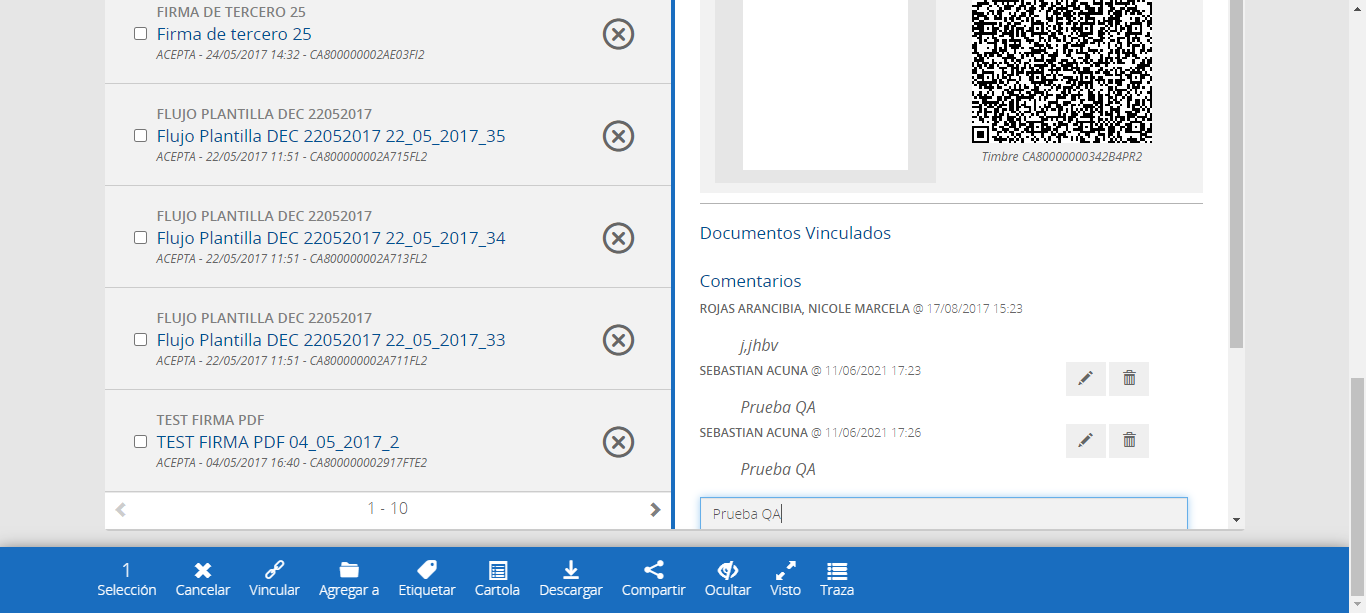 FIRMA DE TERCERO 25
Firma de tercero 25
ACEPTA - 24/05/2017 14:32 - CA800000002AE03FI2
FLUJO PLANTILLA DEC 22052017
Flujo Plantilla DEC 22052017 22_05_2017_35
ACEPTA - 22/05/2017 11:51 - CA800000002A715FL2
FLUJO PLANTILLA DEC 22052017
Flujo Plantilla DEC 22052017 22_05_2017_34
ACEPTA - 22/05/2017 11:51 - CA800000002A713FL2
FLUJO PLANTILLA DEC 22052017
Flujo Plantilla DEC 22052017 22_05_2017_33
ACEPTA - 22/05/2017 11:51 - CA800000002A711FL2
TEST FIRMA PDF
TEST FIRMA PDF 04_05_2017_2
ACEPTA - 04/05/2017 16:40 - CA800000002917FTE2
1 - 10
Timbre CA80000000342B4PR2
Documentos Vinculados
Comentarios
ROJAS ARANCIBIA, NICOLE MARCELA @ 17/08/2017 15:23
j,jhbv
SEBASTIAN ACUNA @ 11/06/2021 17:23
Prueba QA
SEBASTIAN ACUNA @ 11/06/2021 17:26
Prueba QA
Prueba QA
1
Selección
Cancelar
Vincular
Agregar a
Etiquetar
Cartola
Descargar
Compartir
Ocultar
Visto
Traza